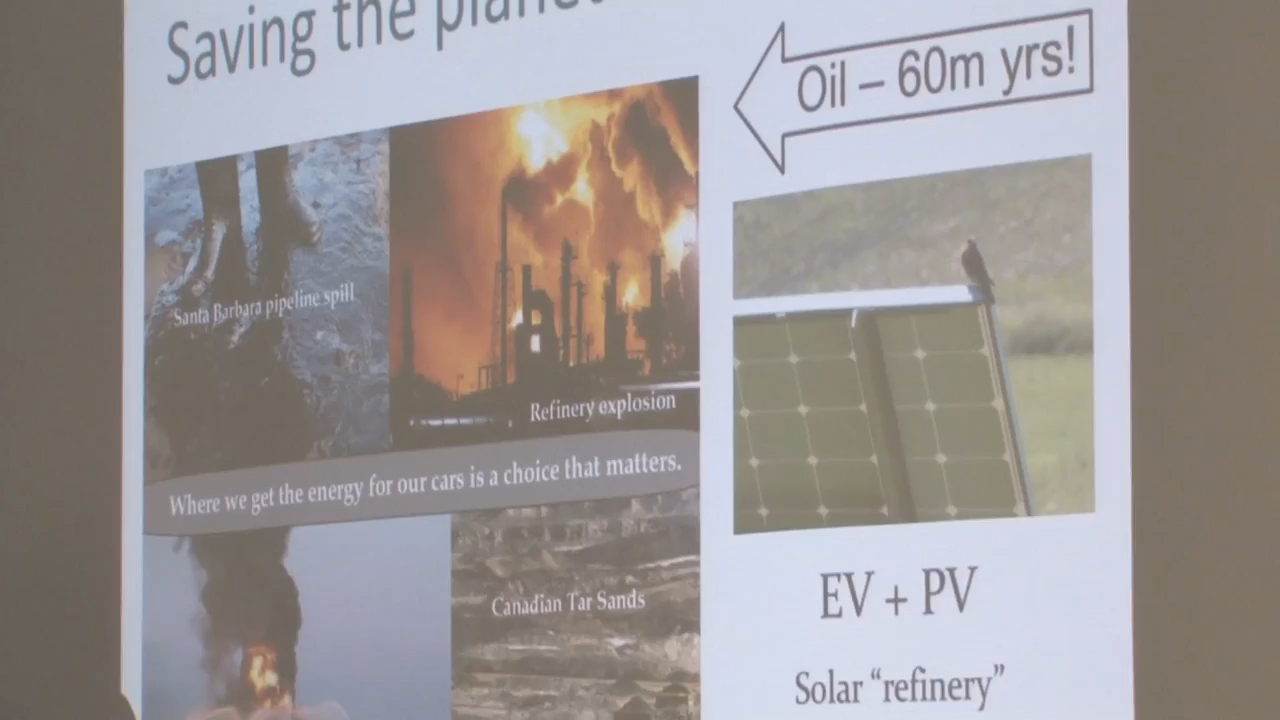 Saving the planet
Oil – 60m yrs!
Santa Barbara pipeline spill
Refinery explosion
Where we get the energy for our cars is a choice that matters.
Canadian Tar Sands
EV + PV
Solar “refinery”